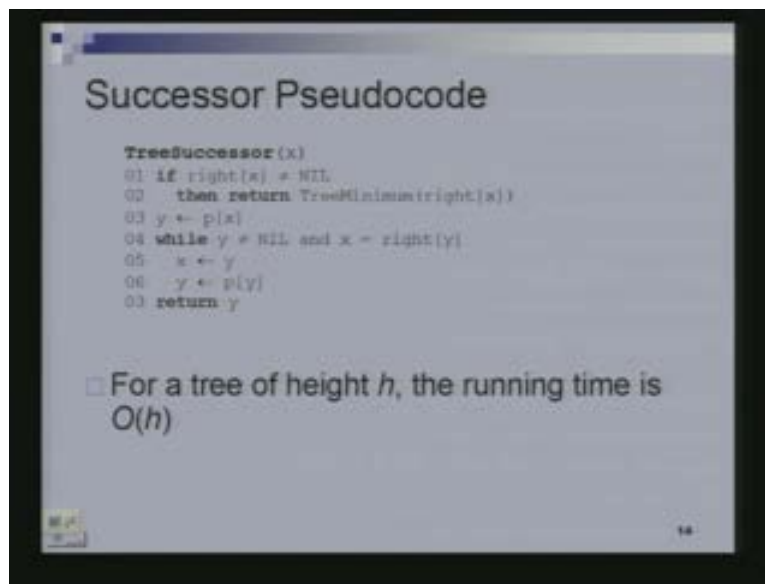 Successor Pseudocode
TreeSuccessor(x)
01 if right[x] ≠ NIL
02 then return TreeMinimum(right[x])
03 y ← p[x]
04 while y ≠ NIL and x = right[y]
05 x ← y
06 y ← p[y]
03 return y
For a tree of height h, the running time is
O(h)
14